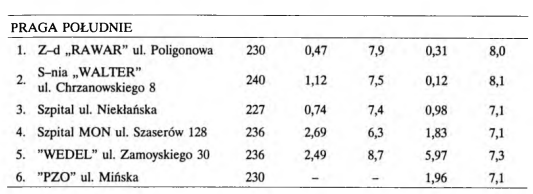 PRAGA POŁUDNIE
1. Z–d „RAWAR” ul. Poligonowa 230 0,47 7,9 0,31 8,0
2. S–nia „WALTER” ul. Chrzanowskiego 8 240 1,12 7,5 0,12 8,1
3. Szpital ul. Niekłańska 227 0,74 7,4 0,98 7,1
4. Szpital MON ul. Szaserów 128 236 2,69 6,3 1,83 7,1
5. "WEDEL" ul. Zamoyskiego 30 236 2,49 8,7 5,97 7,3
6. "PZO" ul. Mińska 230 – – 1,96 7,1